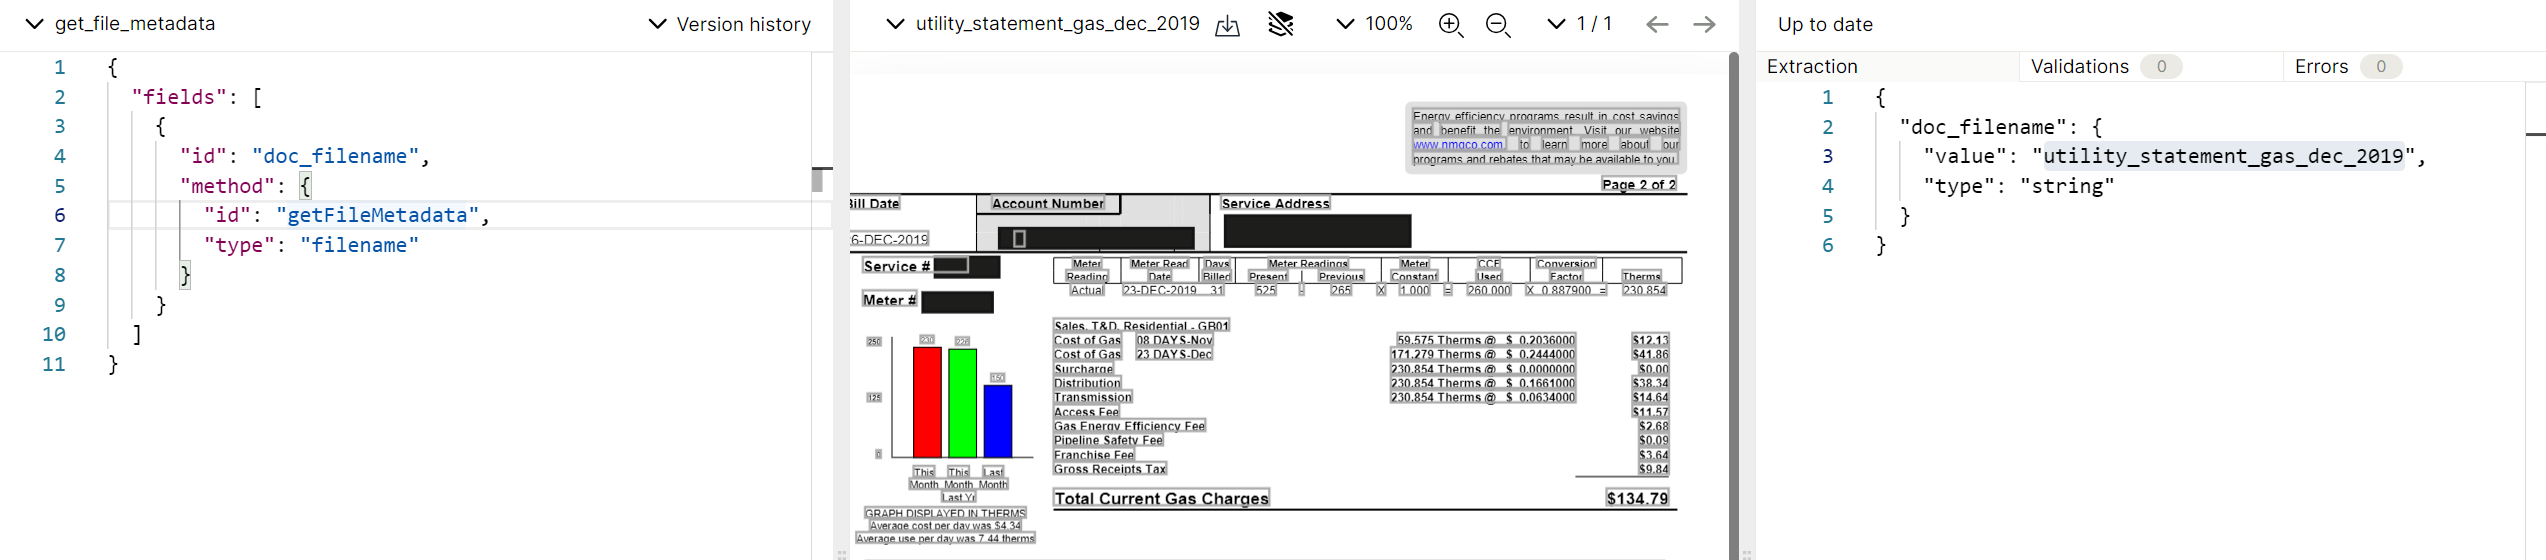 get_file_metadata
Version history
1 {
2 "fields": [
3 {
4 "id": "doc_filename",
5 "method": {
6 "id": "getFileMetadata",
7 "type": "filename"
8 }
9 }
10 ]
11 }
utility_statement_gas_dec_2019
100%
1 / 1
Energy efficiency programs result in cost savings
and benefit the environment Visit our website
www.nmgco.com to learn more about our
programs and rebates that may be available to you
Page 2 of 2
Bill Date Account Number Service Address
6-DEC-2019
Service #
Meter #
Meter Meter Read Days Meter Readings Meter CCF Conversion
Reading Date Billed Present - Previous Constant Used Factor Therms
Actual 23-DEC-2019 31 525 - 265 X 1.000 = 260.000 X 0.887900 = 230.854
Sales, T&D, Residential - GB01
Cost of Gas 08 DAYS-Nov 59.575 Therms @ $ 0.2036000 $12.13
Cost of Gas 23 DAYS-Dec 171.279 Therms @ $ 0.2444000 $41.86
Surcharge 230.854 Therms @ $ 0.0000000 $0.00
Distribution 230.854 Therms @ $ 0.1661000 $38.34
Transmission 230.854 Therms @ $ 0.0634000 $14.64
Access Fee $11.57
Gas Energy Efficiency Fee $2.68
Pipeline Safety Fee $0.09
Franchise Fee $3.64
Gross Receipts Tax $9.84
Total Current Gas Charges $134.79
250 230 226
150
125
0
This This Last
Month Month Month
Last Yr
GRAPH DISPLAYED IN THERMS
Average cost per day was $4.34
Average use per day was 7.44 therms
Up to date
Extraction
Validations 0
Errors 0
1 {
2 "doc_filename": {
3 "value": "utility_statement_gas_dec_2019",
4 "type": "string"
5 }
6 }